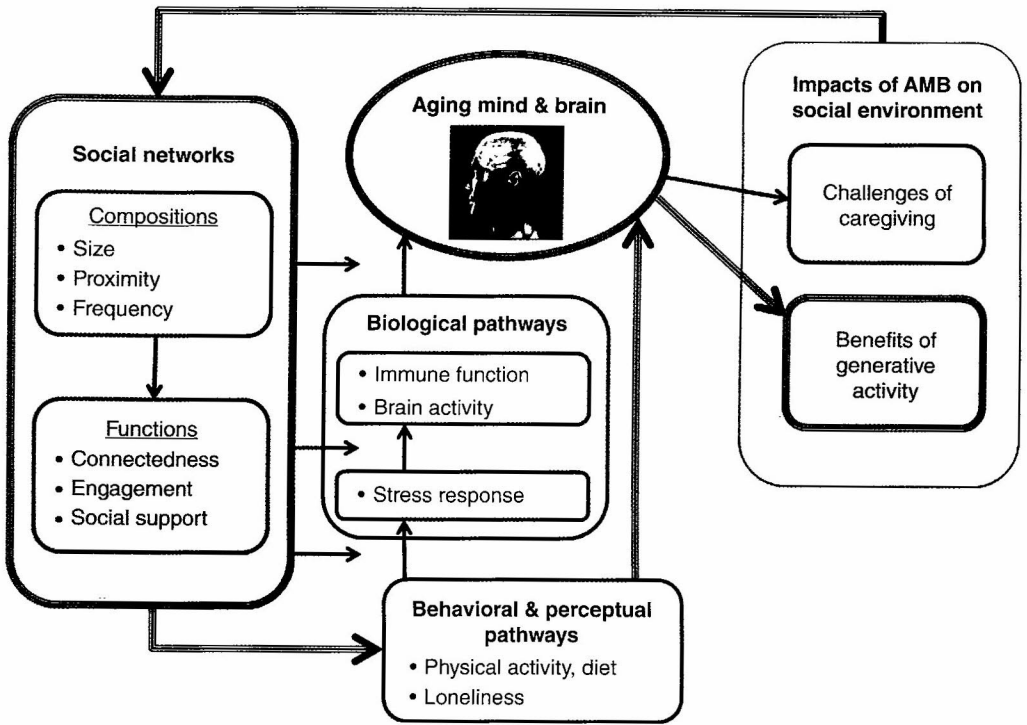 Social networks
Compositions
• Size
• Proximity
• Frequency
Functions
• Connectedness
• Engagement
• Social support
Aging mind & brain
Biological pathways
• Immune function
• Brain activity
• Stress response
Behavioral & perceptual
pathways
• Physical activity, diet
• Loneliness
Impacts of AMB on
social environment
Challenges of
caregiving
Benefits of
generative activity